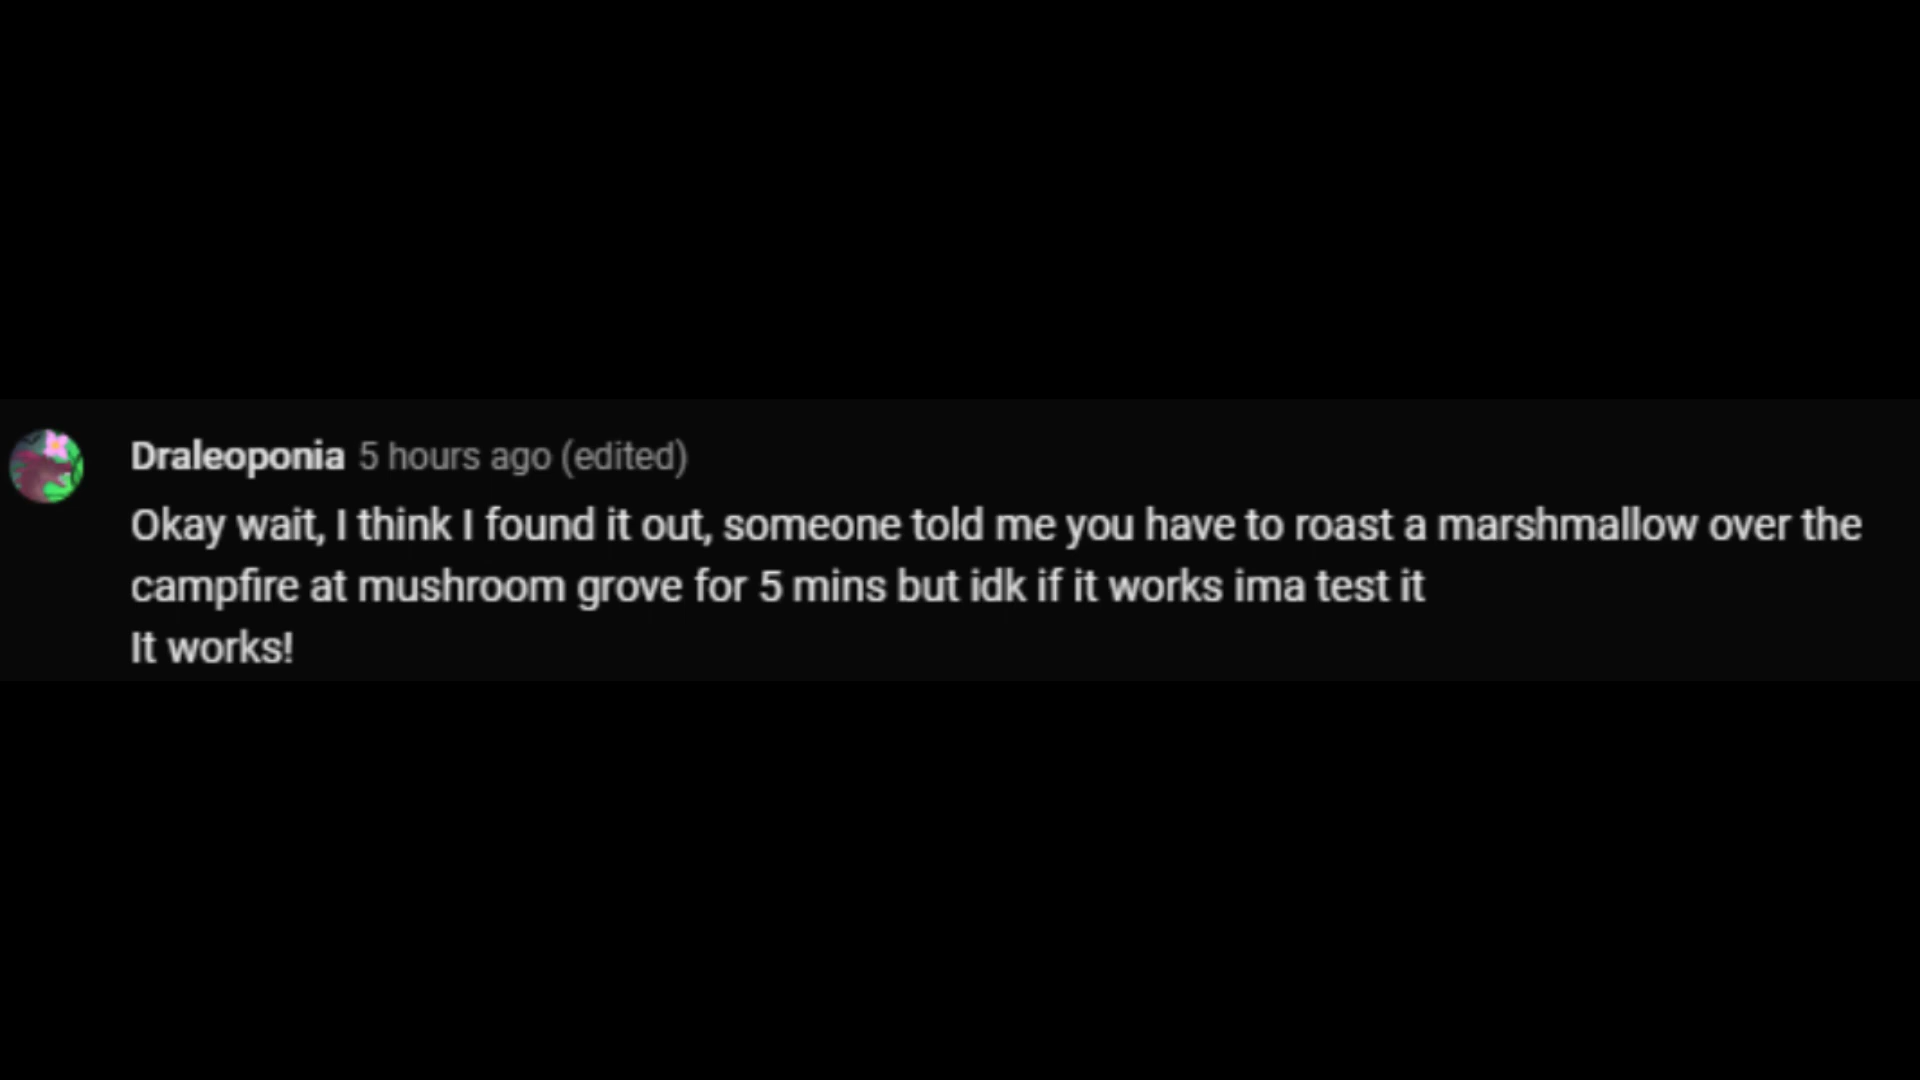 Draleoponia 5 hours ago (edited)
Okay wait, I think I found it out, someone told me you have to roast a marshmallow over the
campfire at mushroom grove for 5 mins but idk if it works ima test it
It works!